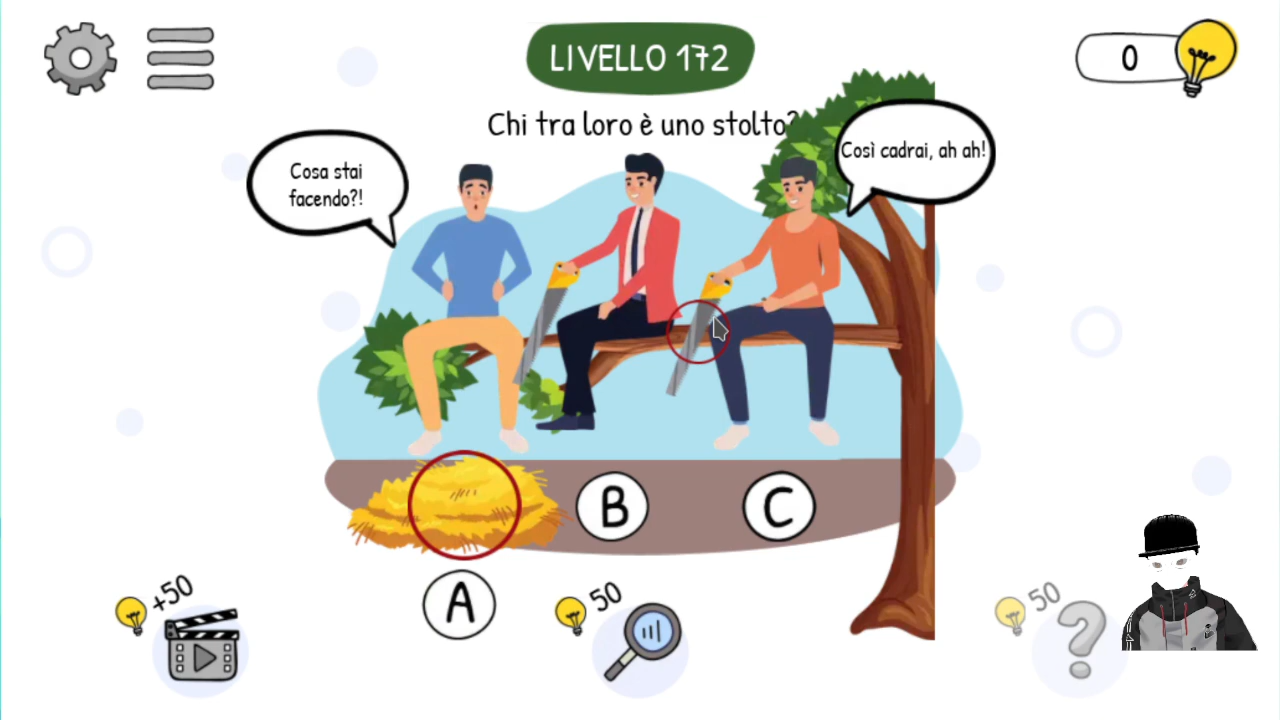 LIVELLO 172
0
Chi tra loro è uno stolto?
Cosa stai
facendo?!
Così cadrai, ah ah!
B
C
A
+50
50
50
?